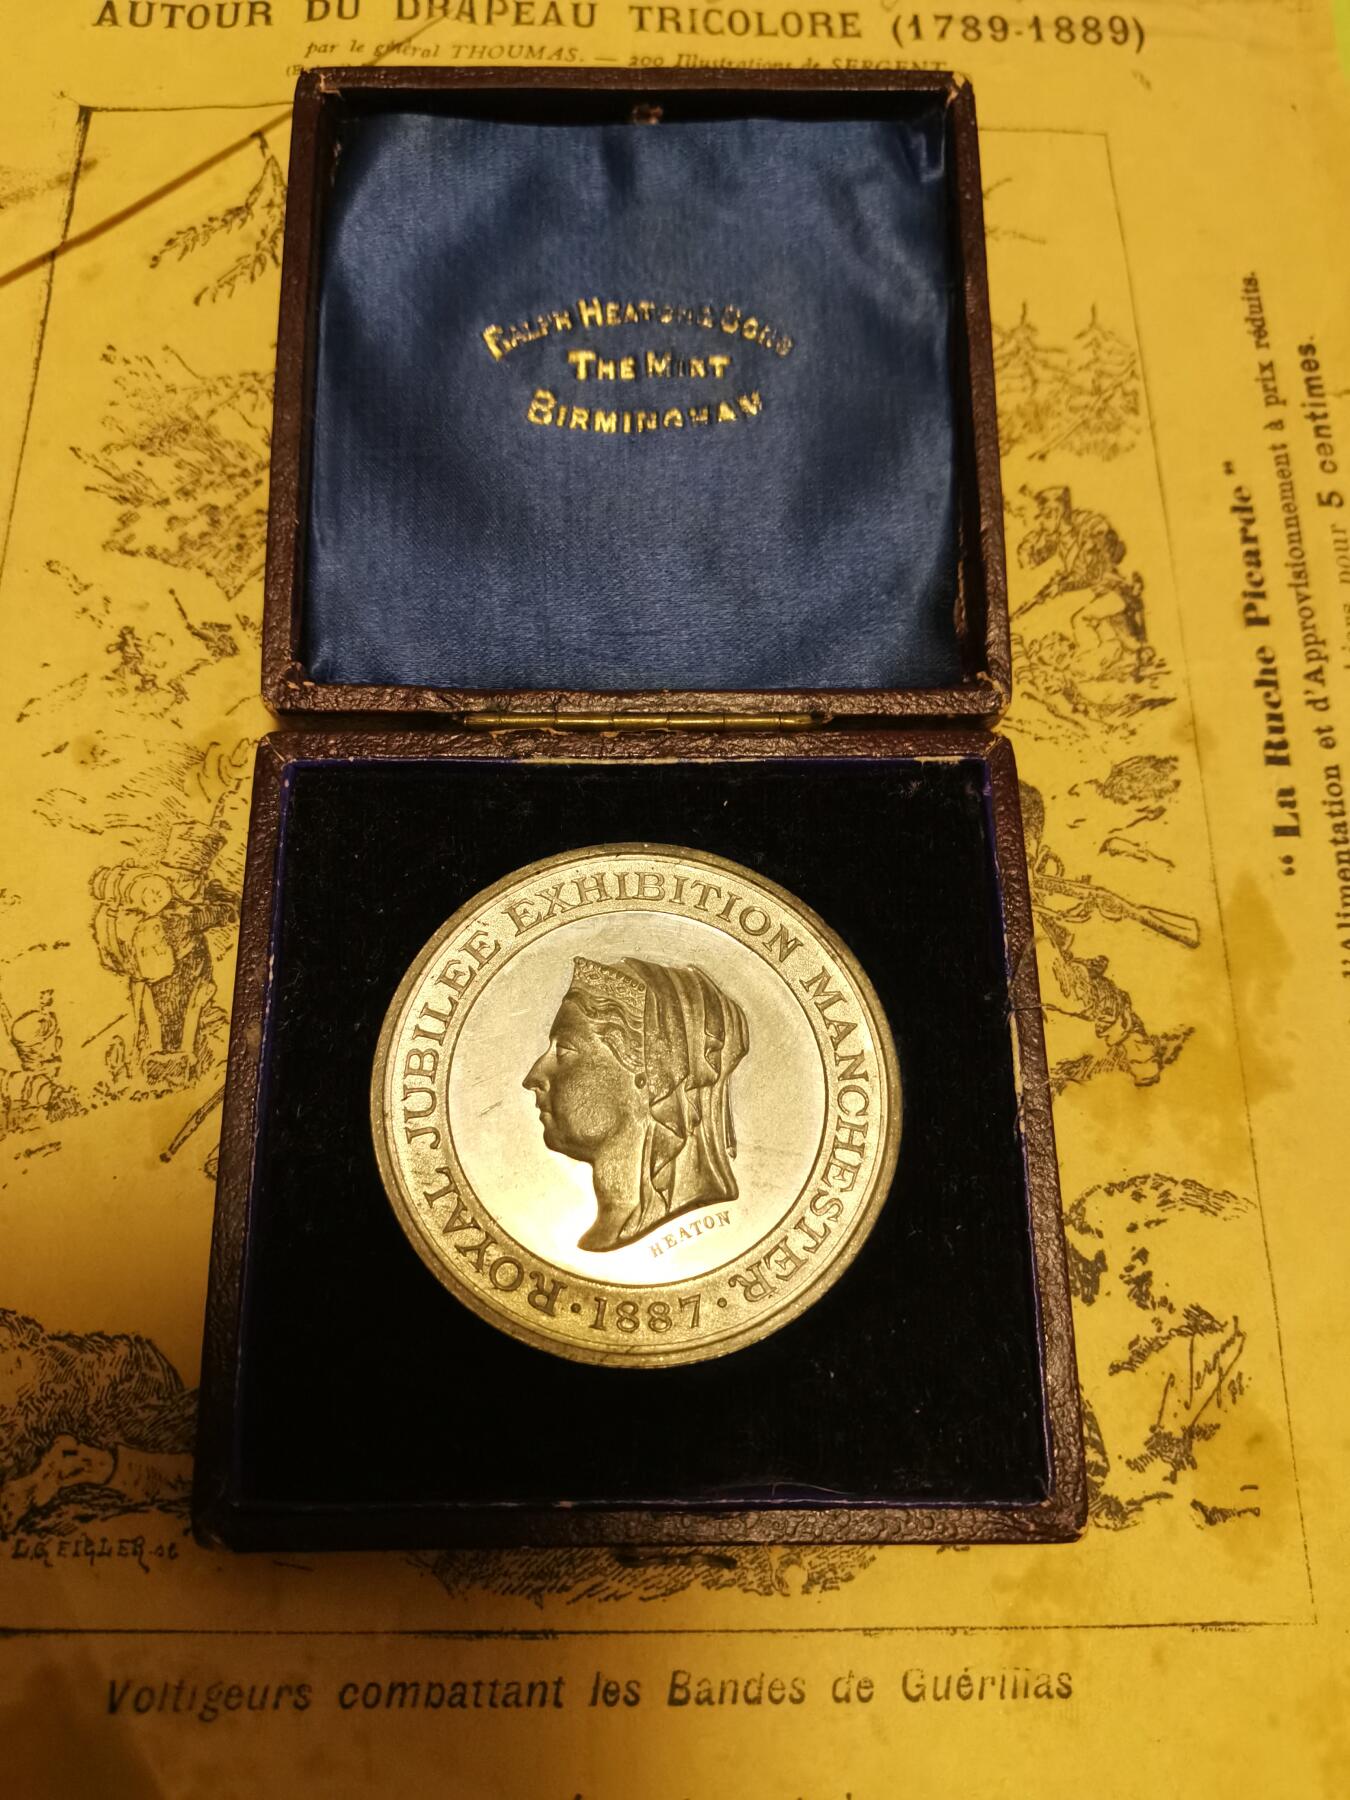 AUTOUR DU DRAPEAU TRICOLORE (1789-1889)
par le général THOUMAS. — 200 Illustrations de SERGENT
RALPH HEATON & SONS
THE MINT
BIRMINGHAM
ROYAL JUBILEE EXHIBITION MANCHESTER
· 1887 ·
HEATON
"La Ruche Picarde"
et d'Approvisionnement à prix réduits.
pour 5 centimes.
d'Alimentation
Sergent
Voltigeurs combattant les Bandes de Guérillas